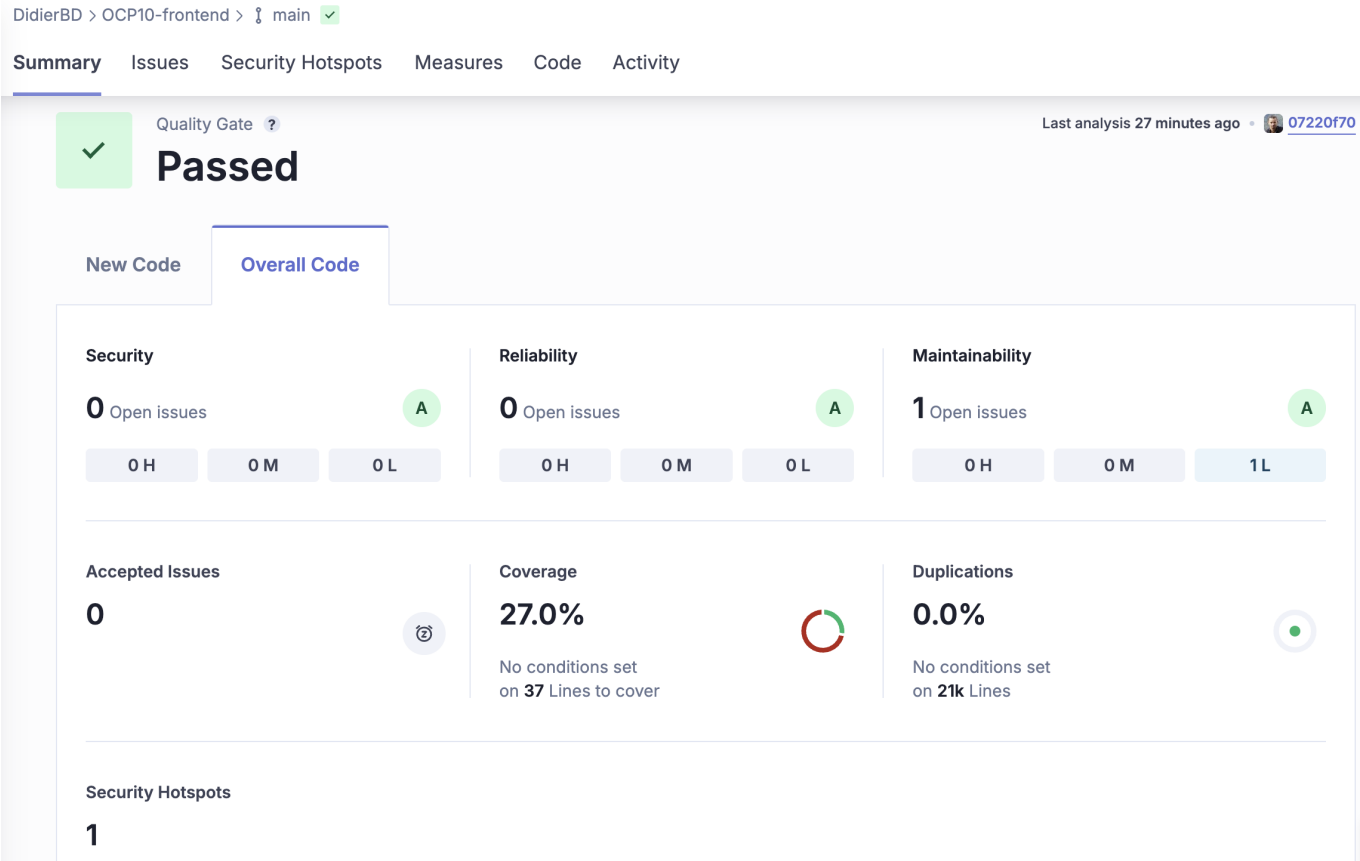 DidierBD > OCP10-frontend > main
Summary Issues Security Hotspots Measures Code Activity
Quality Gate ?
Passed
Last analysis 27 minutes ago • 07220f70
New Code Overall Code
Security
0 Open issues A
0 H 0 M 0 L
Reliability
0 Open issues A
0 H 0 M 0 L
Maintainability
1 Open issues A
0 H 0 M 1 L
Accepted Issues
0
Coverage
27.0%
No conditions set
on 37 Lines to cover
Duplications
0.0%
No conditions set
on 21k Lines
Security Hotspots
1